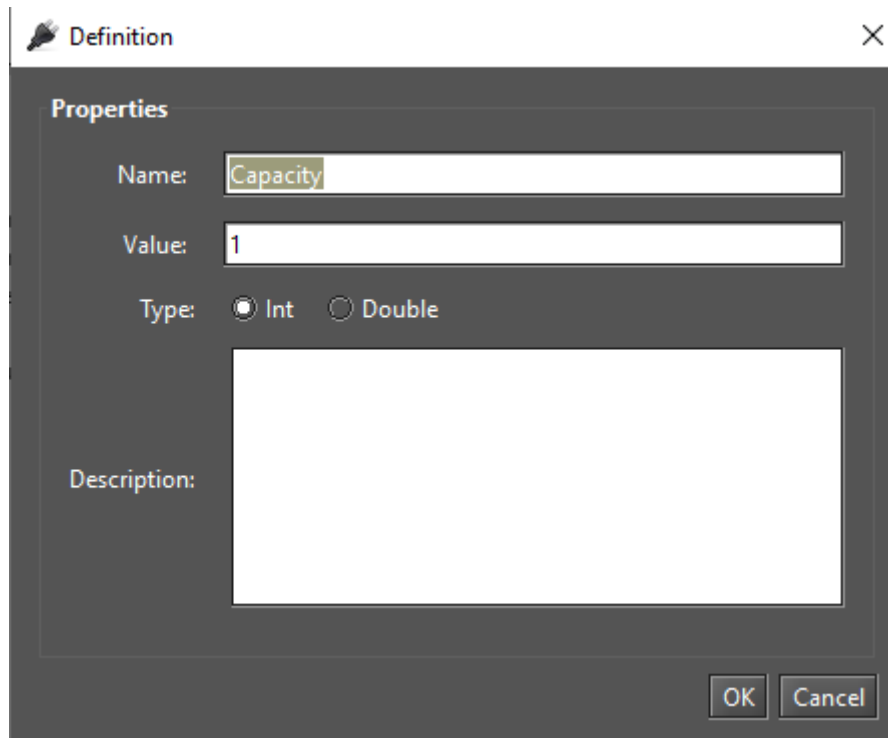 Definition
Properties
Name: Capacity
Value: 1
Type: Int Double
Description:
OK Cancel